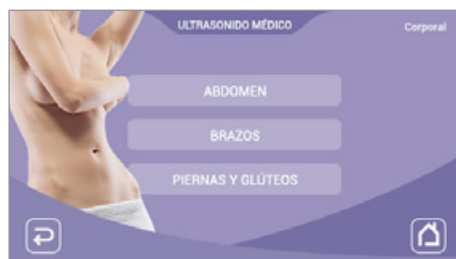 ULTRASONIDO MÉDICO
Corporal
ABDOMEN
BRAZOS
PIERNAS Y GLÚTEOS